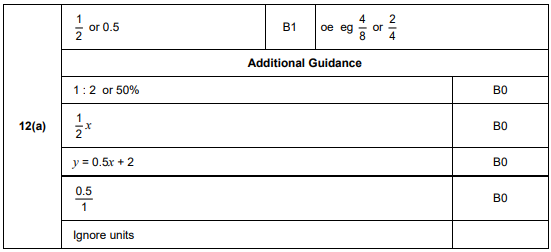 12(a)
1/2 or 0.5 B1 oe eg 4/8 or 2/4
Additional Guidance
1 : 2 or 50% B0
1/2 x B0
y = 0.5x + 2 B0
0.5/1 B0
Ignore units